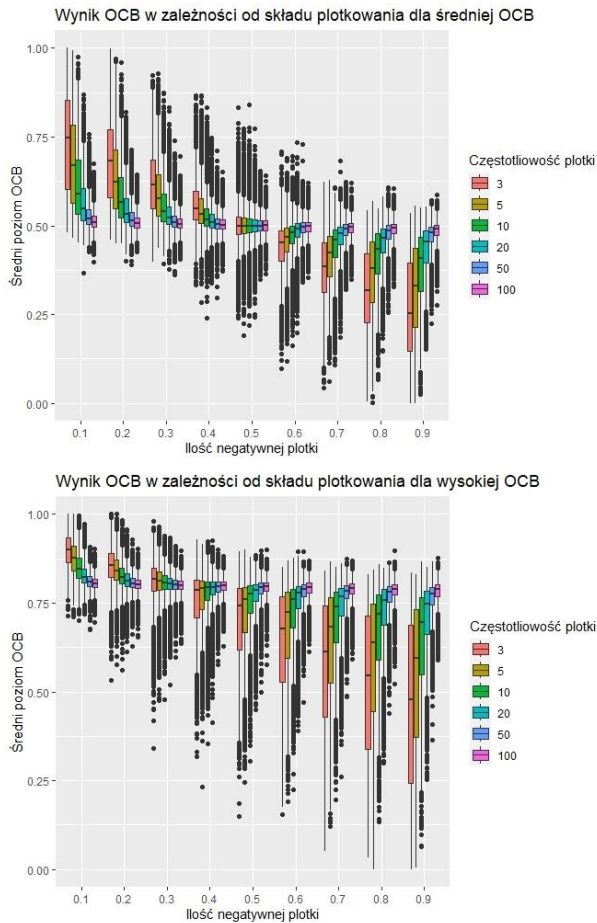 Wynik OCB w zależności od składu plotkowania dla średniej OCB
Średni poziom OCB
1.00
0.75
0.50
0.25
0.00
0.1 0.2 0.3 0.4 0.5 0.6 0.7 0.8 0.9
Ilość negatywnej plotki
Częstotliowość plotki
3
5
10
20
50
100
Wynik OCB w zależności od składu plotkowania dla wysokiej OCB
Średni poziom OCB
1.00
0.75
0.50
0.25
0.00
0.1 0.2 0.3 0.4 0.5 0.6 0.7 0.8 0.9
Ilość negatywnej plotki
Częstotliowość plotki
3
5
10
20
50
100